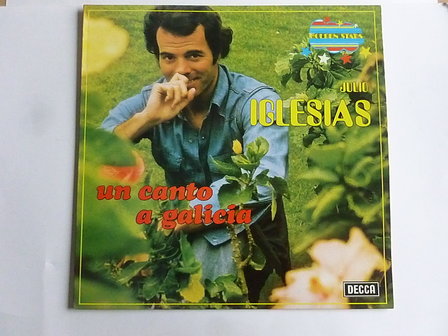 GOLDEN STARS
JULIO
IGLESIAS
un canto
a galicia
DECCA